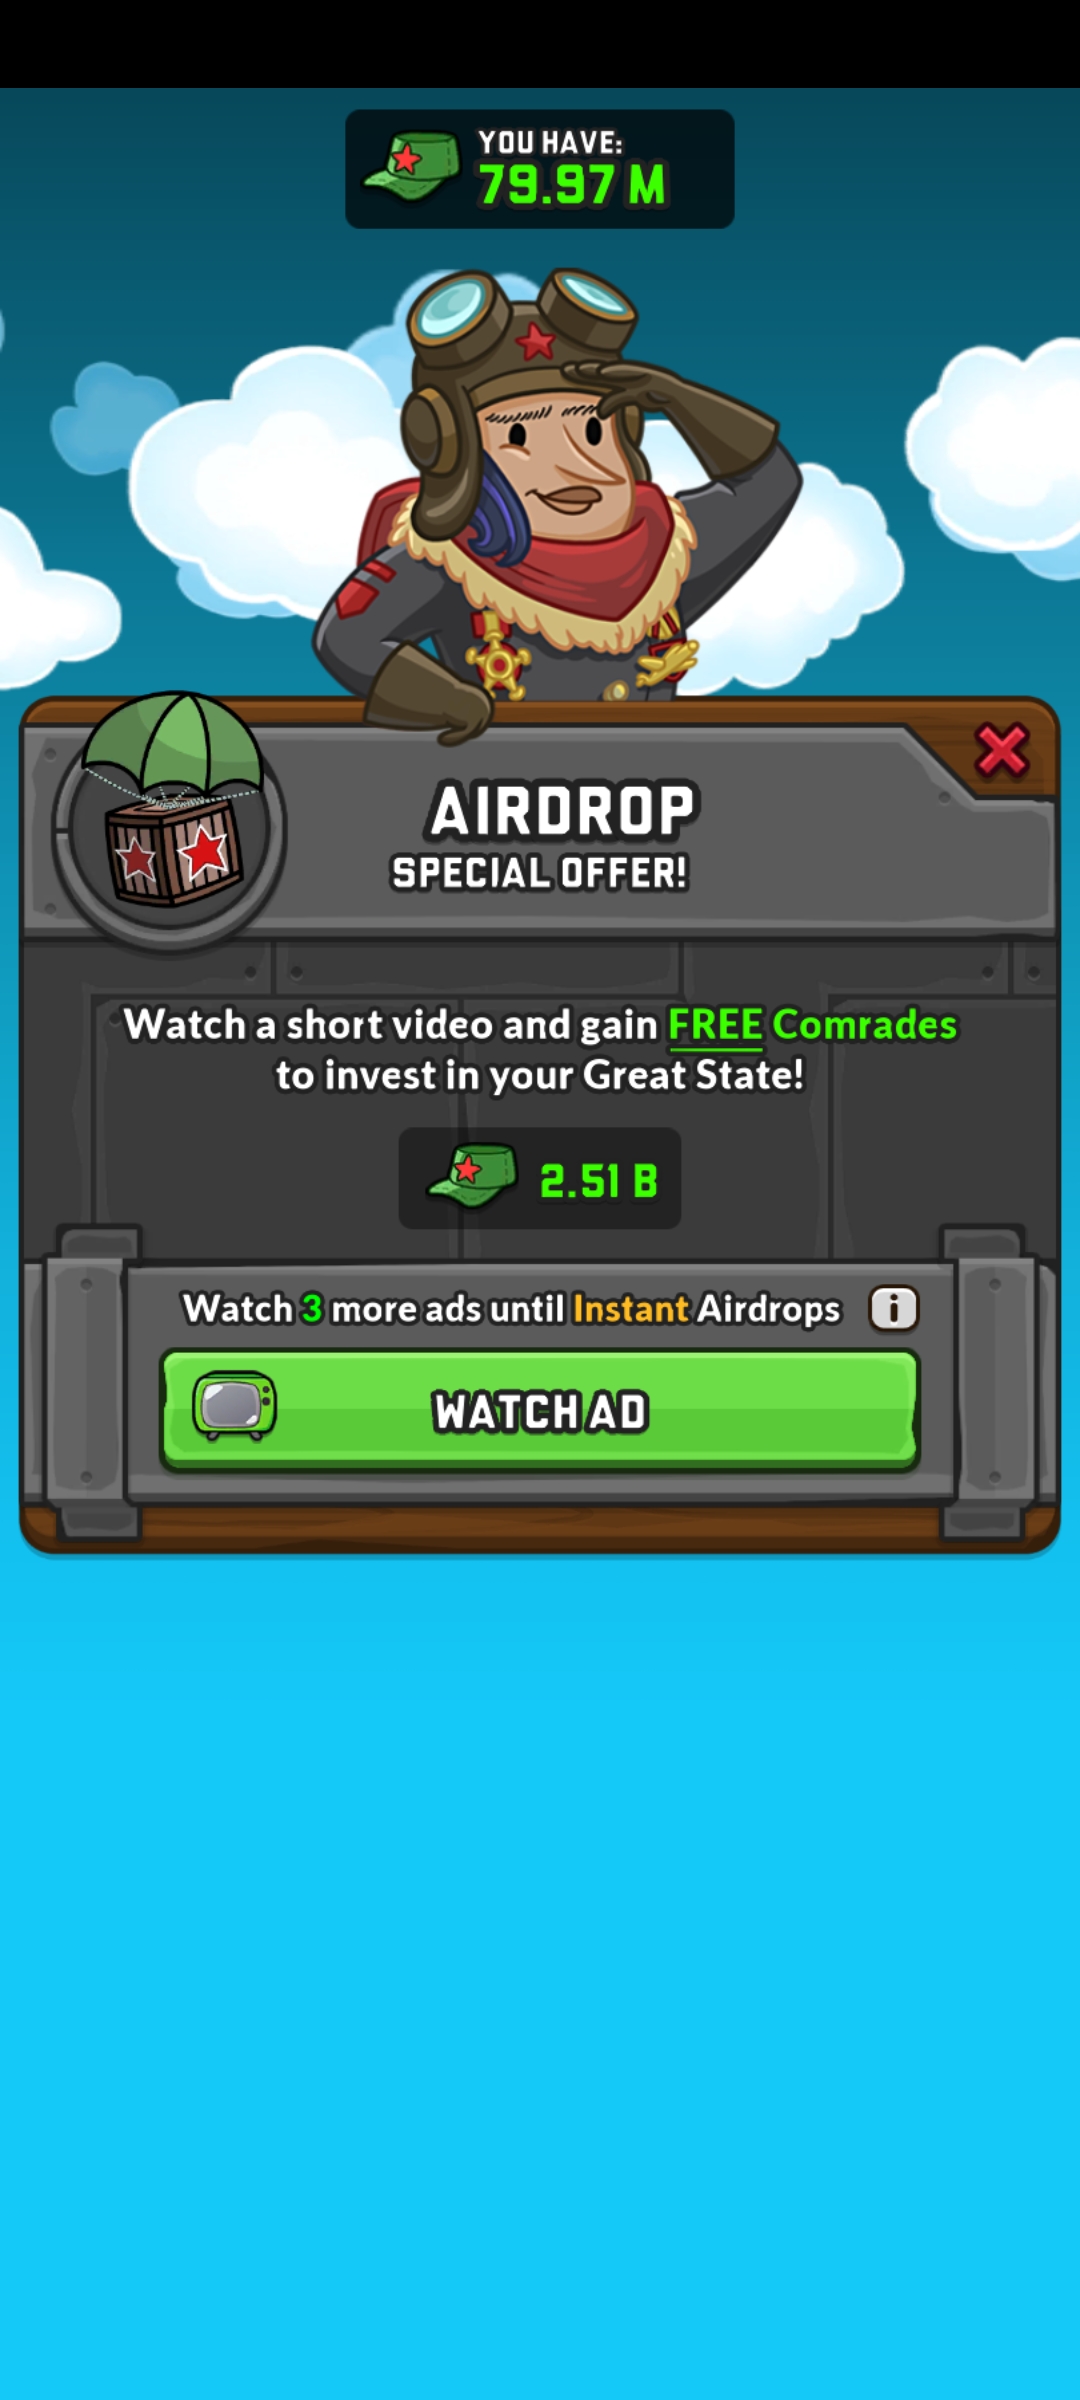 YOU HAVE:
79.97 M
AIRDROP
SPECIAL OFFER!
Watch a short video and gain FREE Comrades
to invest in your Great State!
2.51 B
Watch 3 more ads until Instant Airdrops
i
WATCH AD